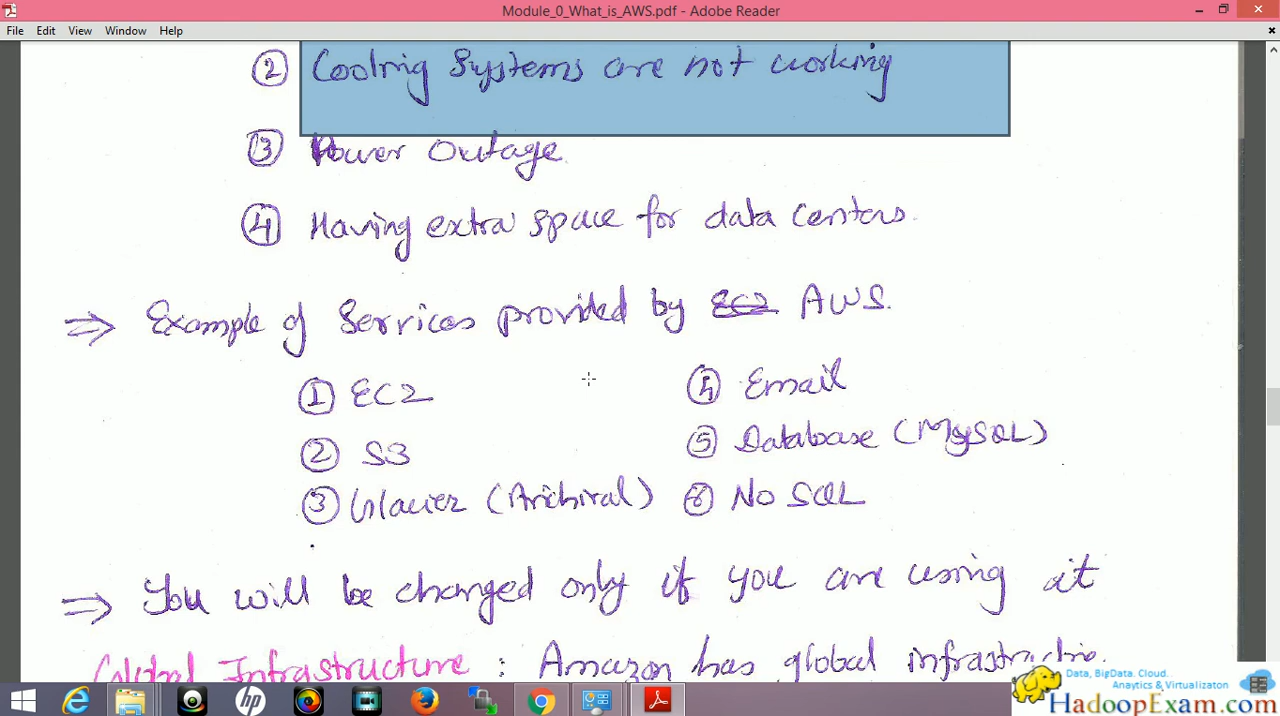 Module_0_What_is_AWS.pdf - Adobe Reader
File Edit View Window Help
② Cooling Systems are not working
③ Power Outage
④ Having extra space for data centers.
⇒ Example of Services provided by EC2 AWS.
① EC2
② S3
③ Glacier (Archival)
④ Email
⑤ Database (MySQL)
⑥ No SQL
⇒ You will be changed only if you are using it
Global Infrastructure : Amazon has global infrastructure
Data, BigData. Cloud.
Anaytics & Virtualizaton
HadoopExam.com